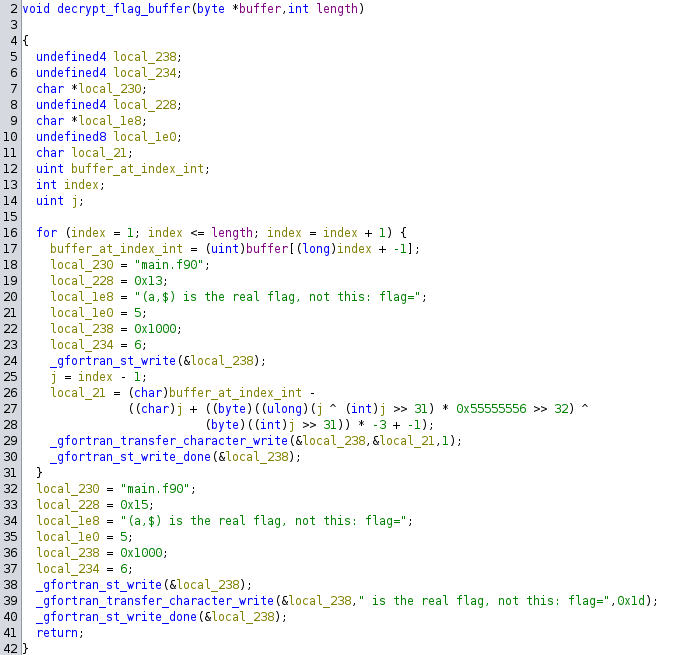 2 void decrypt_flag_buffer(byte *buffer,int length)
3
4 {
5   undefined4 local_238;
6   undefined4 local_234;
7   char *local_230;
8   undefined4 local_228;
9   char *local_1e8;
10   undefined8 local_1e0;
11   char local_21;
12   uint buffer_at_index_int;
13   int index;
14   uint j;
15
16   for (index = 1; index <= length; index = index + 1) {
17     buffer_at_index_int = (uint)buffer[(long)index + -1];
18     local_230 = "main.f90";
19     local_228 = 0x13;
20     local_1e8 = "(a,$) is the real flag, not this: flag=";
21     local_1e0 = 5;
22     local_238 = 0x1000;
23     local_234 = 6;
24     _gfortran_st_write(&local_238);
25     j = index - 1;
26     local_21 = (char)buffer_at_index_int -
27                ((char)j + ((byte)((ulong)(j ^ (int)j >> 31) * 0x55555556 >> 32) ^
28                           (byte)((int)j >> 31)) * -3 + -1);
29     _gfortran_transfer_character_write(&local_238,&local_21,1);
30     _gfortran_st_write_done(&local_238);
31   }
32   local_230 = "main.f90";
33   local_228 = 0x15;
34   local_1e8 = "(a,$) is the real flag, not this: flag=";
35   local_1e0 = 5;
36   local_238 = 0x1000;
37   local_234 = 6;
38   _gfortran_st_write(&local_238);
39   _gfortran_transfer_character_write(&local_238," is the real flag, not this: flag=",0x1d);
40   _gfortran_st_write_done(&local_238);
41   return;
42 }